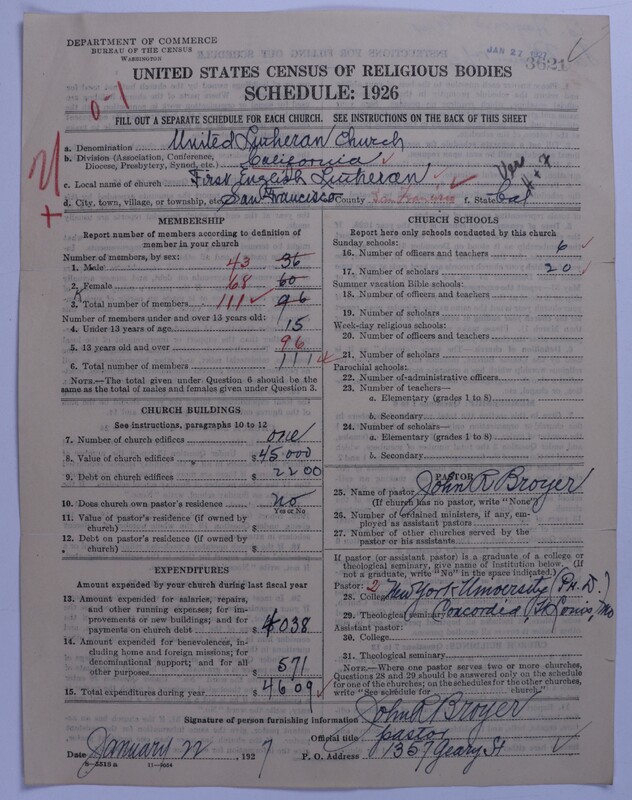 DEPARTMENT OF COMMERCE
BUREAU OF THE CENSUS
WASHINGTON
JAN 27 1927
3621
UNITED STATES CENSUS OF RELIGIOUS BODIES
SCHEDULE: 1926
0-1
FILL OUT A SEPARATE SCHEDULE FOR EACH CHURCH. SEE INSTRUCTIONS ON THE BACK OF THIS SHEET
a. Denomination United Lutheran Church
b. Division (Association, Conference, Diocese, Presbytery, Synod, etc.) California
c. Local name of church First English Lutheran
d. City, town, village, or township, etc. San Francisco County San Francisco f. State Cal
MEMBERSHIP
Report number of members according to definition of member in your church
Number of members, by sex:
1. Male 43 36
2. Female 68 60
3. Total number of members 111 96
Number of members under and over 13 years old:
4. Under 13 years of age 15
5. 13 years old and over 96
6. Total number of members 111
NOTE.—The total given under Question 6 should be the same as the total of males and females given under Question 3.
CHURCH BUILDINGS
See instructions, paragraphs 10 to 12
7. Number of church edifices one
8. Value of church edifices $45.000
9. Debt on church edifices $ 2200
10. Does church own pastor's residence? no
Yes or No
11. Value of pastor's residence (if owned by church) $
12. Debt on pastor's residence (if owned by church) $
EXPENDITURES
Amount expended by your church during last fiscal year
13. Amount expended for salaries, repairs, and other running expenses; for improvements or new buildings; and for payments on church debt $ 4038
14. Amount expended for benevolences, including home and foreign missions; for denominational support; and for all other purposes $ 571
15. Total expenditures during year $ 4609
CHURCH SCHOOLS
Report here only schools conducted by this church
Sunday schools:
16. Number of officers and teachers 6
17. Number of scholars 20
Summer vacation Bible schools:
18. Number of officers and teachers
19. Number of scholars
Week-day religious schools:
20. Number of officers and teachers
21. Number of scholars
Parochial schools:
22. Number of administrative officers
23. Number of teachers—
a. Elementary (grades 1 to 8)
b. Secondary
24. Number of scholars—
a. Elementary (grades 1 to 8)
b. Secondary
PASTOR
25. Name of pastor John R Broyer
(If church has no pastor, write "None")
26. Number of ordained ministers, if any, employed as assistant pastors
27. Number of other churches served by the pastor or his assistants
If pastor (or assistant pastor) is a graduate of a college or theological seminary, give name of institution below. (If not a graduate, write "No" in the space indicated.)
Pastor: 2
28. College New York University (Ph. D.)
29. Theological seminary Concordia, St Louis, Mo
Assistant pastor:
30. College
31. Theological seminary
NOTE.—Where one pastor serves two or more churches, Questions 28 and 29 should be answered only on the schedule for one of the churches; on the schedules for the other churches, write "See schedule for church."
Signature of person furnishing information John R Broyer
Official title pastor
Date January 22, 1927 P. O. Address 1357 Geary St
8-5518a 11-9034